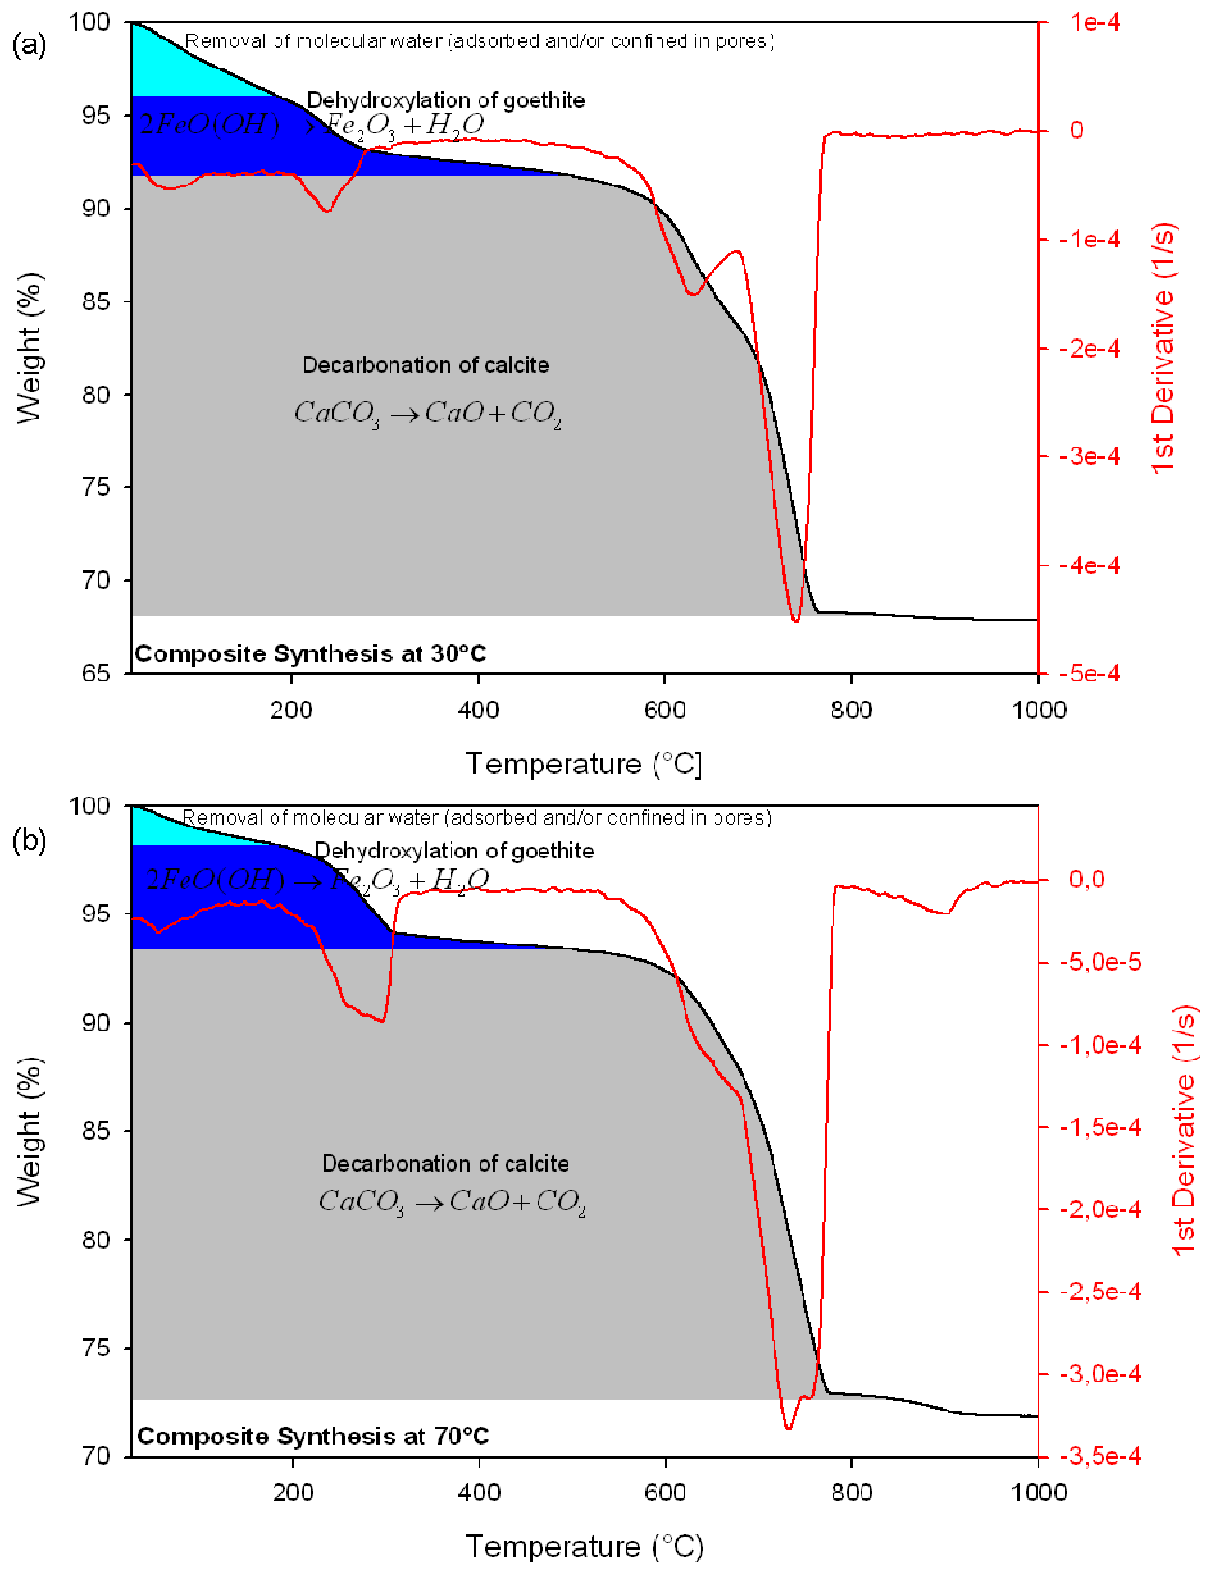 (a)
100
95
90
85
80
75
70
65
Weight (%)
Removal of molecular water (adsorbed and/or confined in pores)
Dehydroxylation of goethite
2FeO(OH) → Fe₂O₃ + H₂O
Decarbonation of calcite
CaCO₃ → CaO + CO₂
Composite Synthesis at 30°C
1e-4
0
-1e-4
-2e-4
-3e-4
-4e-4
-5e-4
1st Derivative (1/s)
200 400 600 800 1000
Temperature (°C]
(b)
100
95
90
85
80
75
70
Weight (%)
Removal of molecular water (adsorbed and/or confined in pores)
Dehydroxylation of goethite
2FeO(OH) → Fe₂O₃ + H₂O
Decarbonation of calcite
CaCO₃ → CaO + CO₂
Composite Synthesis at 70°C
0,0
-5,0e-5
-1,0e-4
-1,5e-4
-2,0e-4
-2,5e-4
-3,0e-4
-3,5e-4
1st Derivative (1/s)
200 400 600 800 1000
Temperature (°C)